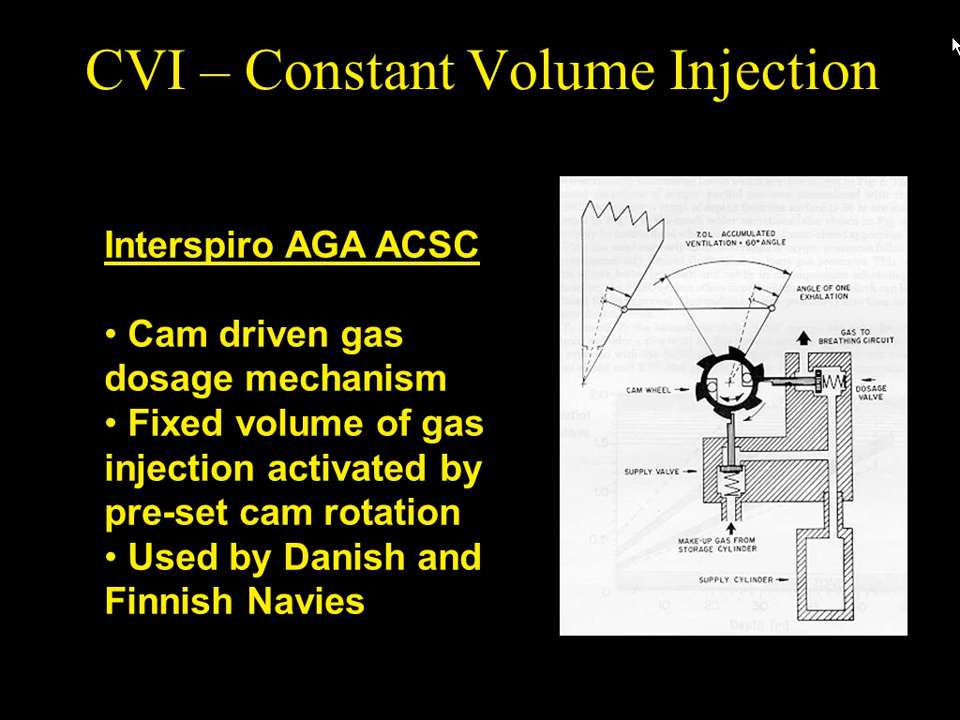 CVI – Constant Volume Injection
Interspiro AGA ACSC
• Cam driven gas
dosage mechanism
• Fixed volume of gas
injection activated by
pre-set cam rotation
• Used by Danish and
Finnish Navies
7.0L ACCUMULATED
VENTILATION = 60° ANGLE
ANGLE OF ONE
EXHALATION
GAS TO
BREATHING CIRCUIT
CAM WHEEL
DOSAGE
VALVE
SUPPLY VALVE
MAKE-UP GAS FROM
STORAGE CYLINDER
SUPPLY CYLINDER
10
30
Depth (m)